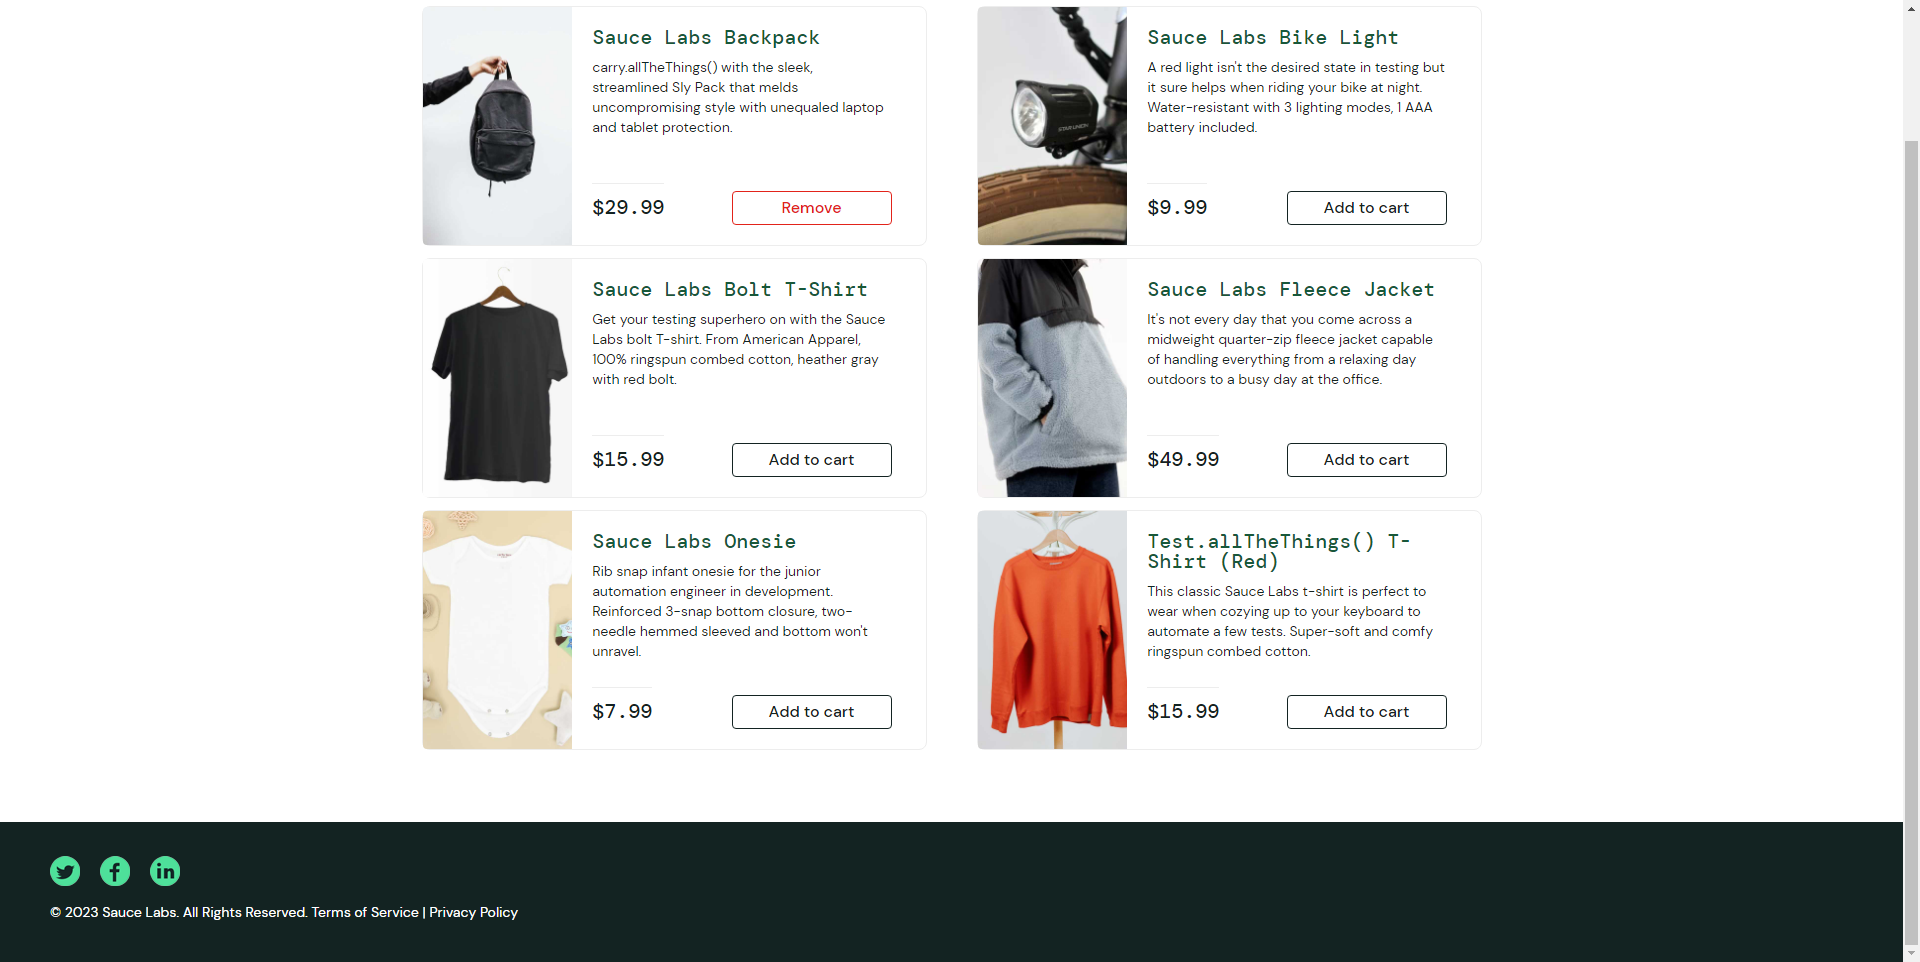 Sauce Labs Backpack
carry.allTheThings() with the sleek,
streamlined Sly Pack that melds
uncompromising style with unequaled laptop
and tablet protection.
$29.99
Remove
Sauce Labs Bike Light
A red light isn't the desired state in testing but
it sure helps when riding your bike at night.
Water-resistant with 3 lighting modes, 1 AAA
battery included.
$9.99
Add to cart
STAR UNION
Sauce Labs Bolt T-Shirt
Get your testing superhero on with the Sauce
Labs bolt T-shirt. From American Apparel,
100% ringspun combed cotton, heather gray
with red bolt.
$15.99
Add to cart
Sauce Labs Fleece Jacket
It's not every day that you come across a
midweight quarter-zip fleece jacket capable
of handling everything from a relaxing day
outdoors to a busy day at the office.
$49.99
Add to cart
Sauce Labs Onesie
Rib snap infant onesie for the junior
automation engineer in development.
Reinforced 3-snap bottom closure, two-
needle hemmed sleeved and bottom won't
unravel.
$7.99
Add to cart
Test.allTheThings() T-
Shirt (Red)
This classic Sauce Labs t-shirt is perfect to
wear when cozying up to your keyboard to
automate a few tests. Super-soft and comfy
ringspun combed cotton.
$15.99
Add to cart
© 2023 Sauce Labs. All Rights Reserved. Terms of Service | Privacy Policy